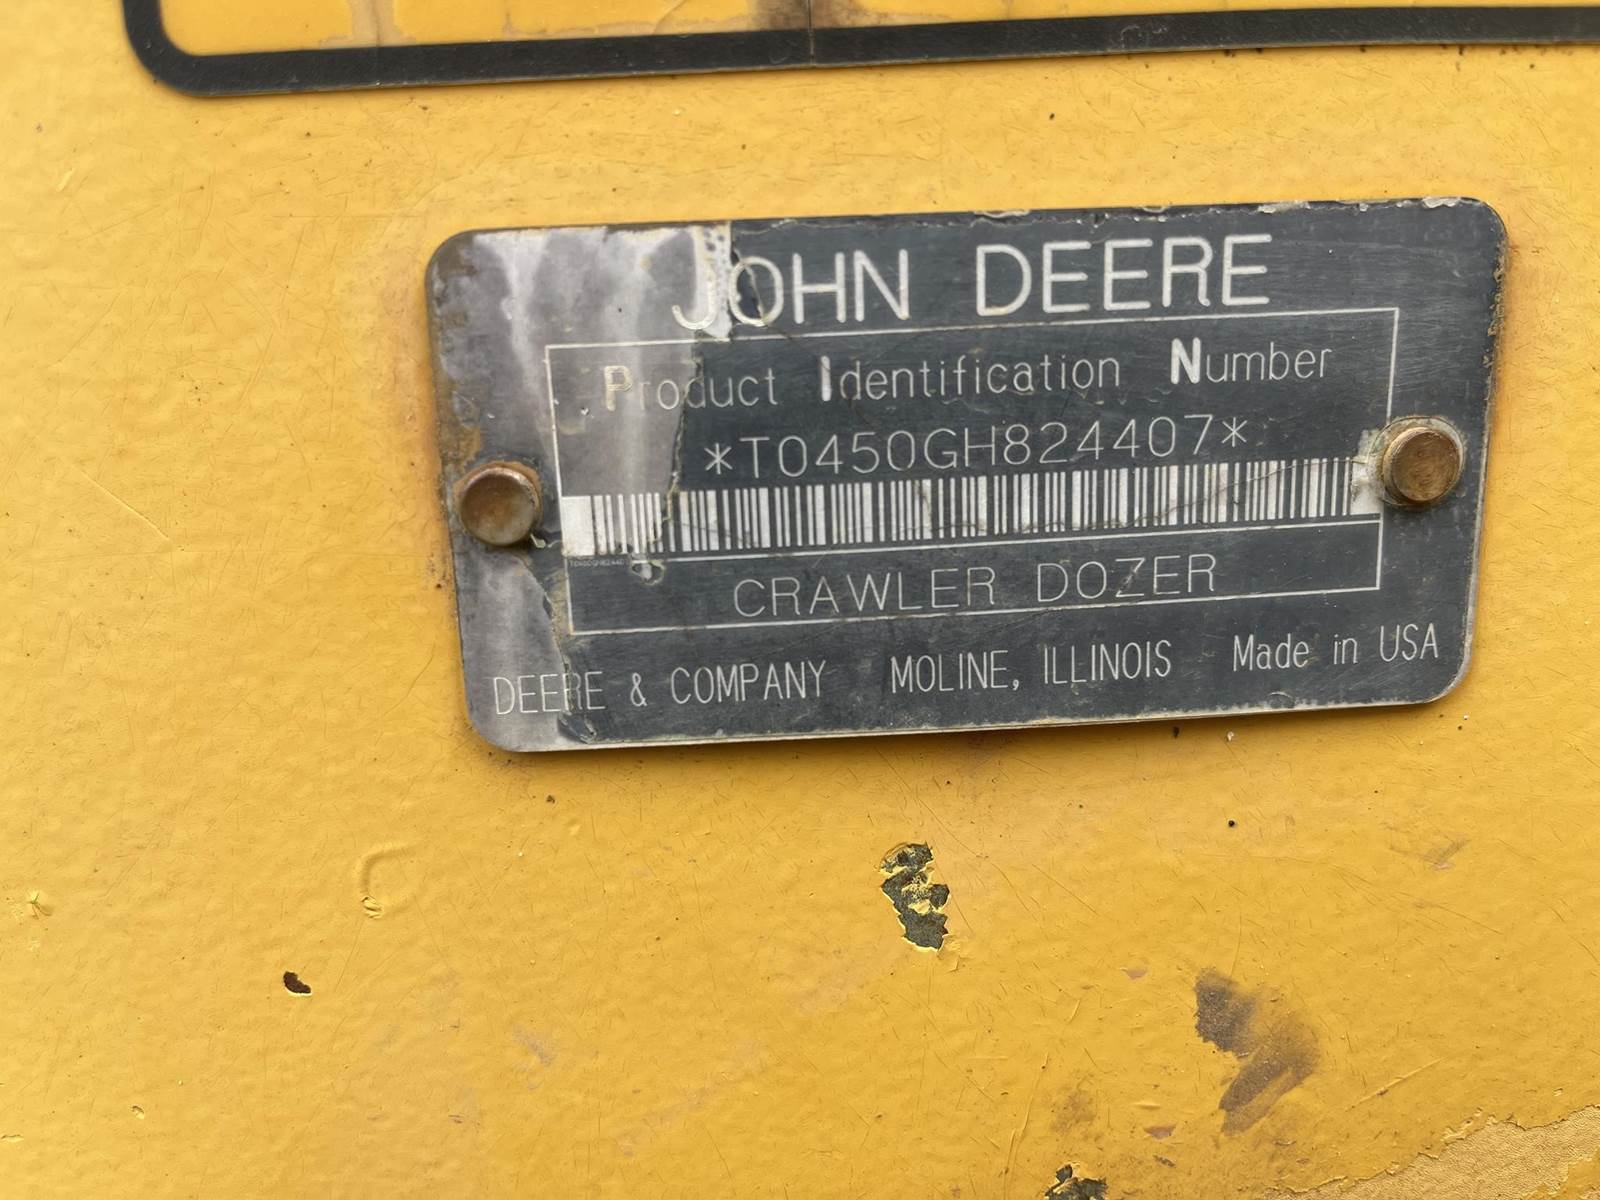 JOHN DEERE
Product Identification Number
*T0450GH824407*
CRAWLER DOZER
DEERE & COMPANY MOLINE, ILLINOIS Made in USA